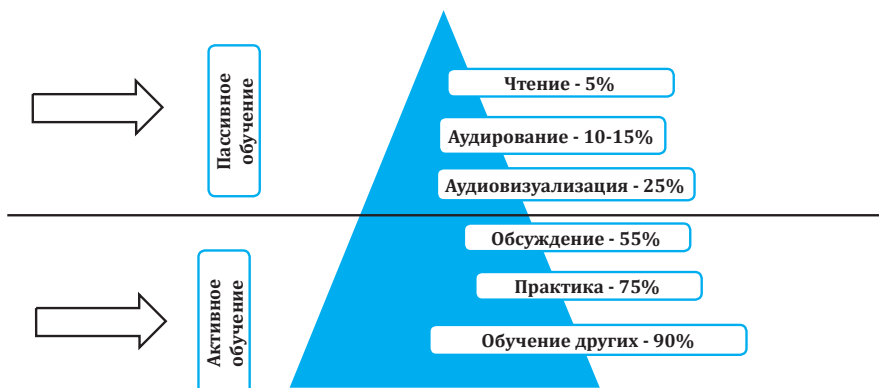 Пассивное
обучение
Чтение - 5%
Аудирование - 10-15%
Аудиовизуализация - 25%
Активное
обучение
Обсуждение - 55%
Практика - 75%
Обучение других - 90%